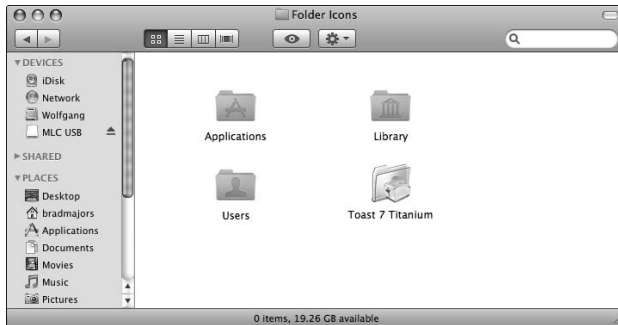 Folder Icons
DEVICES
iDisk
Network
Wolfgang
MLC USB
SHARED
PLACES
Desktop
bradmajors
Applications
Documents
Movies
Music
Pictures
Applications
Library
Users
Toast 7 Titanium
0 items, 19.26 GB available